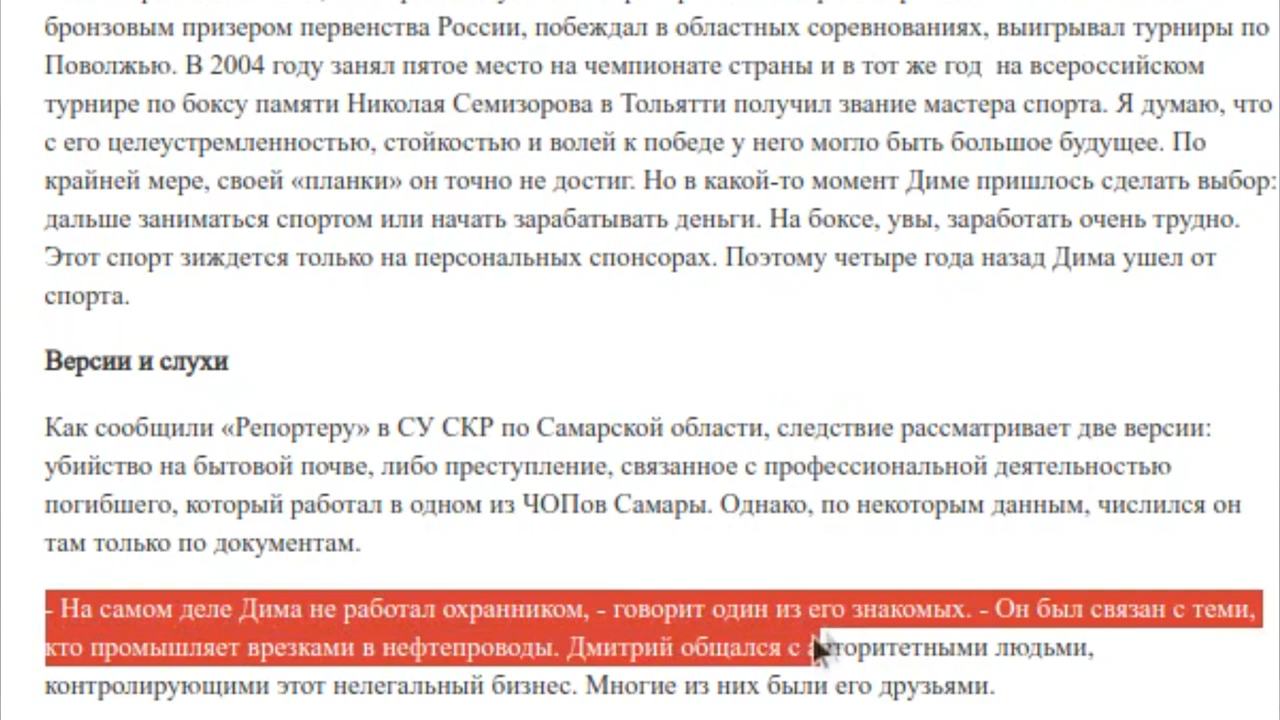 бронзовым призером первенства России, побеждал в областных соревнованиях, выигрывал турниры по
Поволжью. В 2004 году занял пятое место на чемпионате страны и в тот же год на всероссийском
турнире по боксу памяти Николая Семизорова в Тольятти получил звание мастера спорта. Я думаю, что
с его целеустремленностью, стойкостью и волей к победе у него могло быть большое будущее. По
крайней мере, своей «планки» он точно не достиг. Но в какой-то момент Диме пришлось сделать выбор:
дальше заниматься спортом или начать зарабатывать деньги. На боксе, увы, заработать очень трудно.
Этот спорт зиждется только на персональных спонсорах. Поэтому четыре года назад Дима ушел от
спорта.
Версии и слухи
Как сообщили «Репортеру» в СУ СКР по Самарской области, следствие рассматривает две версии:
убийство на бытовой почве, либо преступление, связанное с профессиональной деятельностью
погибшего, который работал в одном из ЧОПов Самары. Однако, по некоторым данным, числился он
там только по документам.
- На самом деле Дима не работал охранником, - говорит один из его знакомых. - Он был связан с теми,
кто промышляет врезками в нефтепроводы. Дмитрий общался с авторитетными людьми,
контролирующими этот нелегальный бизнес. Многие из них были его друзьями.